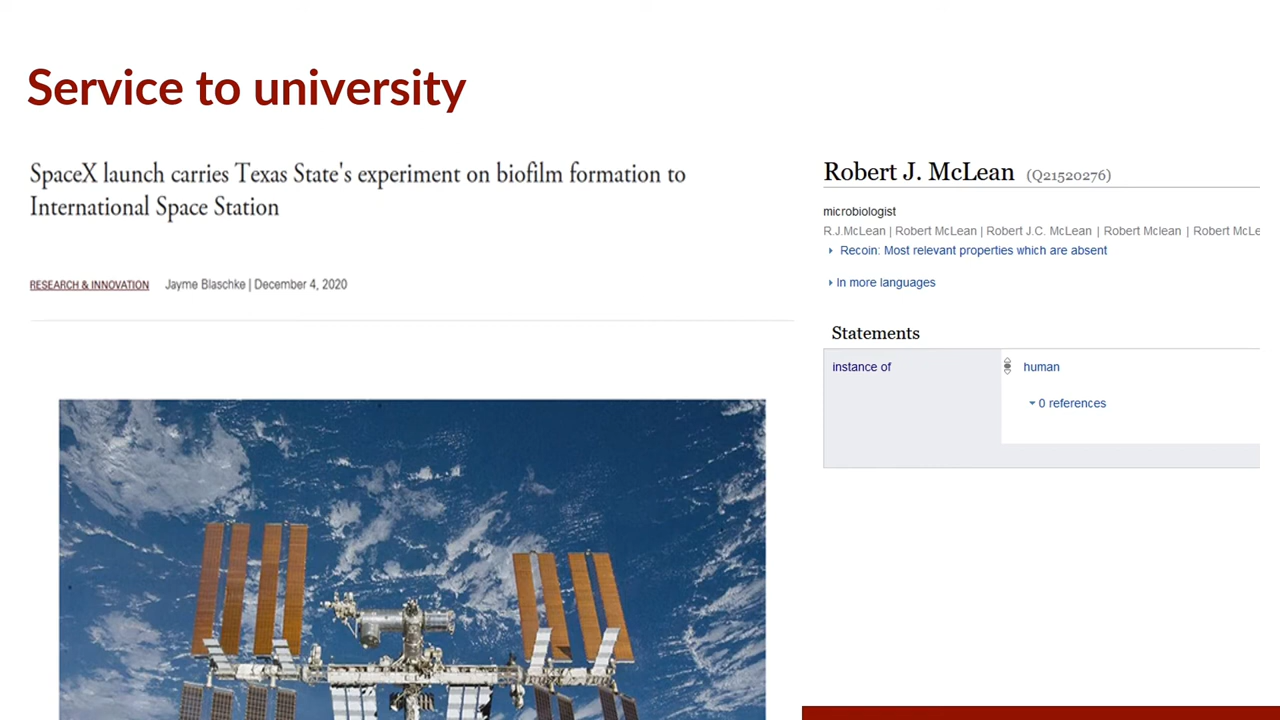 Service to university
SpaceX launch carries Texas State's experiment on biofilm formation to
International Space Station
RESEARCH & INNOVATION Jayme Blaschke | December 4, 2020
Robert J. McLean (Q21520276)
microbiologist
R.J.McLean | Robert McLean | Robert J.C. McLean | Robert Mclean | Robert McLe
Recoin: Most relevant properties which are absent
In more languages
Statements
instance of
human
0 references